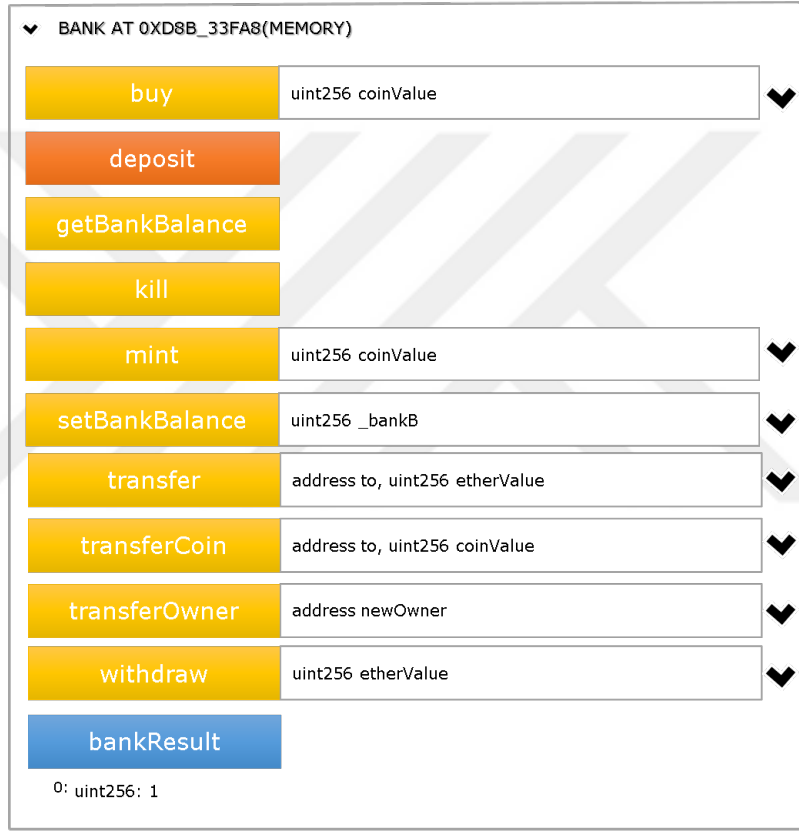 BANK AT 0XD8B_33FA8(MEMORY)
buy uint256 coinValue
deposit
getBankBalance
kill
mint uint256 coinValue
setBankBalance uint256 _bankB
transfer address to, uint256 etherValue
transferCoin address to, uint256 coinValue
transferOwner address newOwner
withdraw uint256 etherValue
bankResult
0: uint256: 1